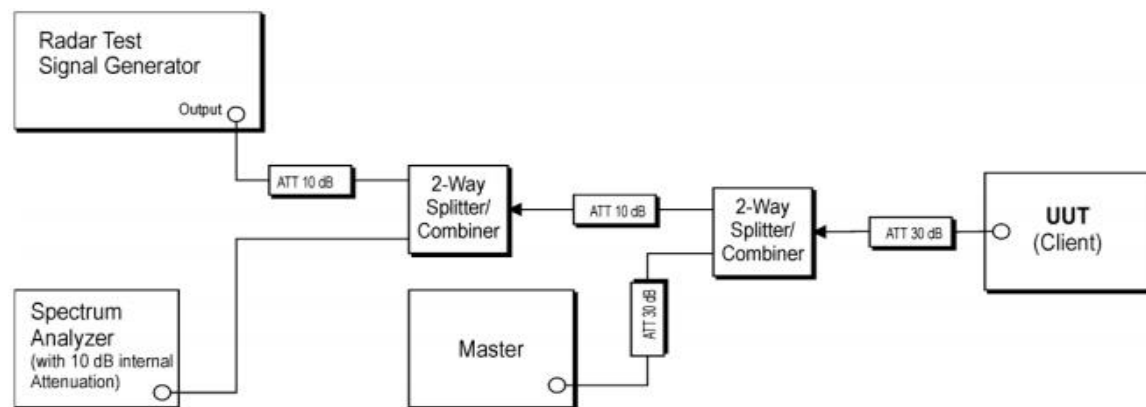 Radar Test
Signal Generator
Output
ATT 10 dB
2-Way
Splitter/
Combiner
ATT 10 dB
2-Way
Splitter/
Combiner
ATT 30 dB
UUT
(Client)
ATT 30 dB
Spectrum
Analyzer
(with 10 dB internal
Attenuation)
Master